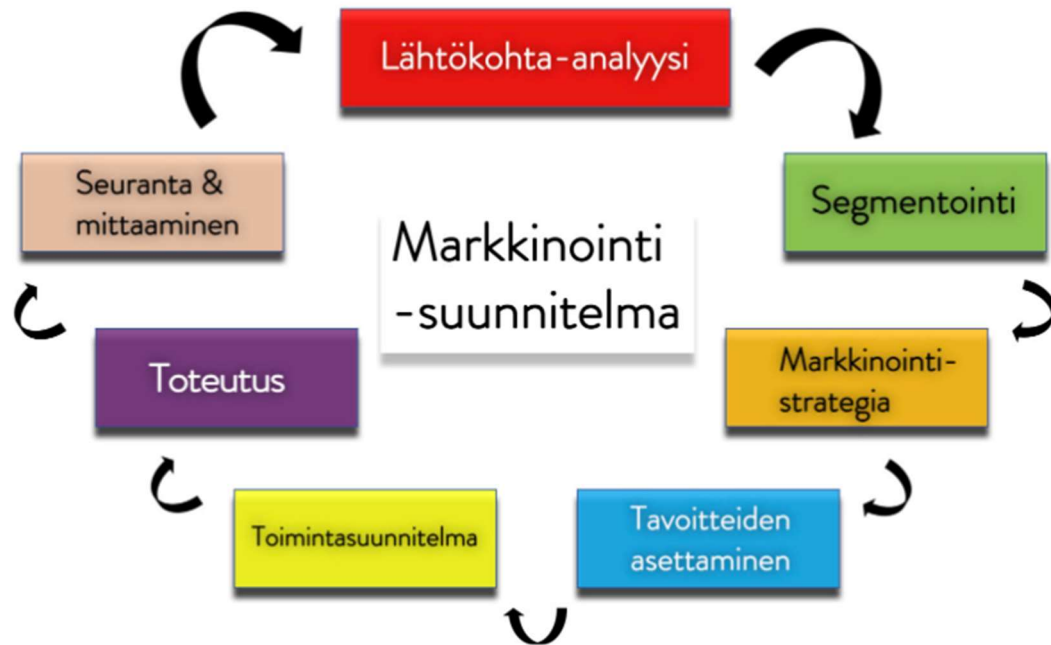 Lähtökohta-analyysi
Segmentointi
Markkinointi-
strategia
Tavoitteiden
asettaminen
Toimintasuunnitelma
Toteutus
Seuranta &
mittaaminen
Markkinointi
-suunnitelma